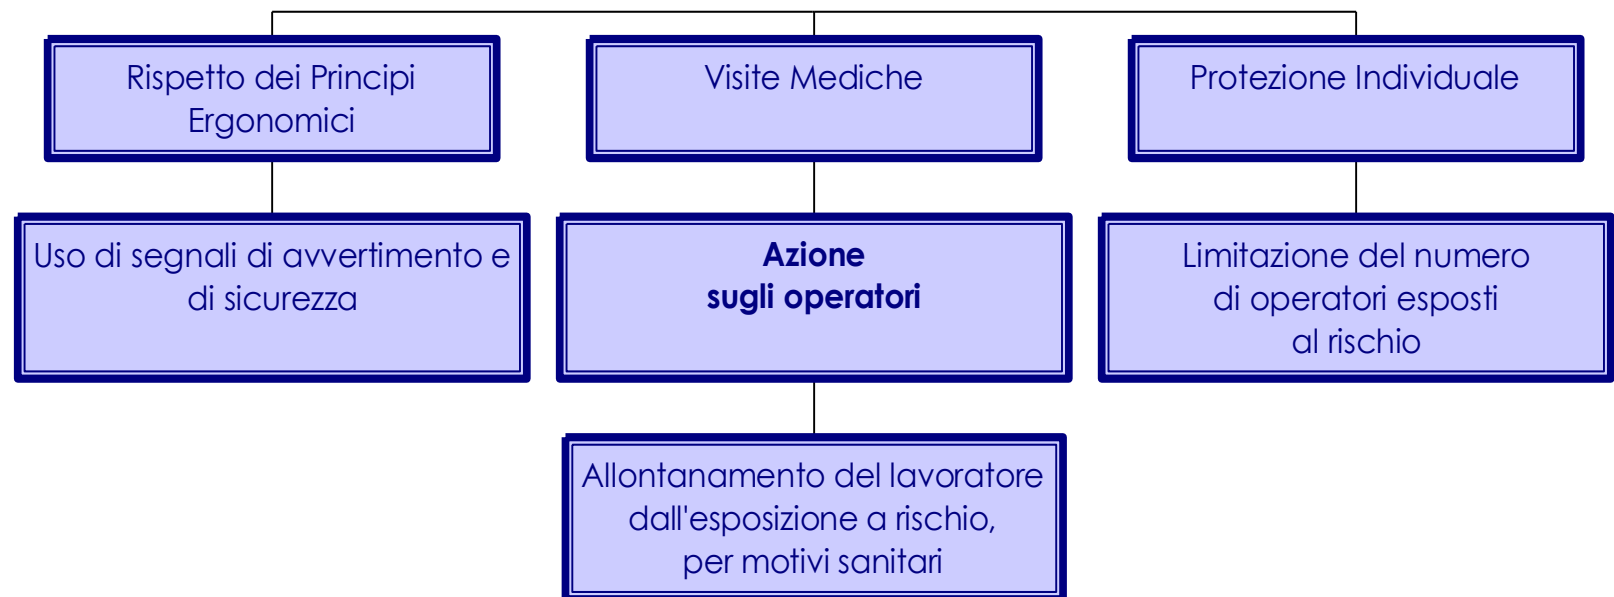 Rispetto dei Principi
Ergonomici
Visite Mediche
Protezione Individuale
Uso di segnali di avvertimento e
di sicurezza
Azione
sugli operatori
Limitazione del numero
di operatori esposti
al rischio
Allontanamento del lavoratore
dall'esposizione a rischio,
per motivi sanitari